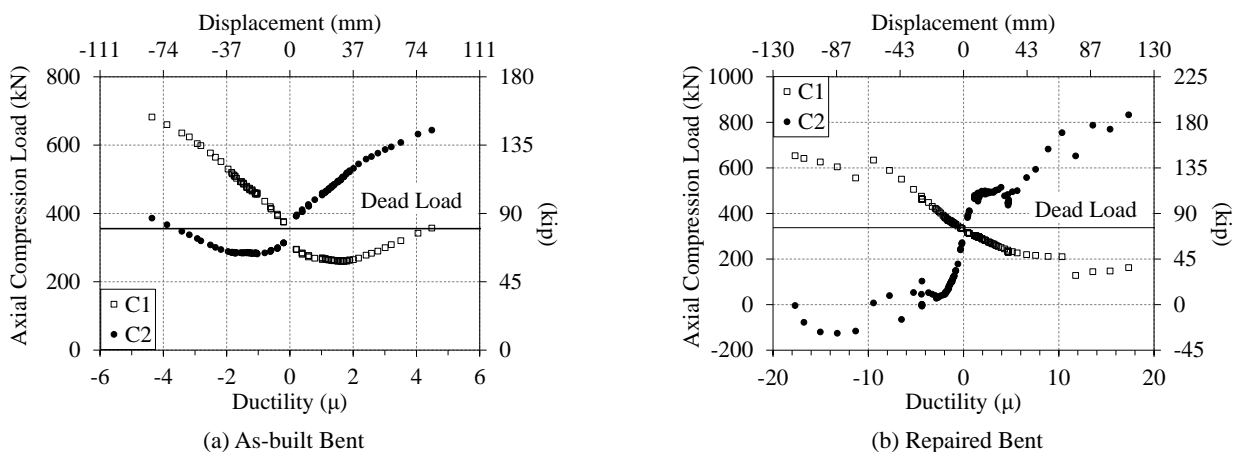 Displacement (mm)
-111 -74 -37 0 37 74 111
Axial Compression Load (kN)
800
600
400
200
0
180
135
90
45
0
(kip)
Dead Load
C1
C2
-6 -4 -2 0 2 4 6
Ductility (μ)
(a) As-built Bent
Displacement (mm)
-130 -87 -43 0 43 87 130
Axial Compression Load (kN)
1000
800
600
400
200
0
-200
225
180
135
90
45
0
-45
(kip)
C1
C2
Dead Load
-20 -10 0 10 20
Ductility (μ)
(b) Repaired Bent